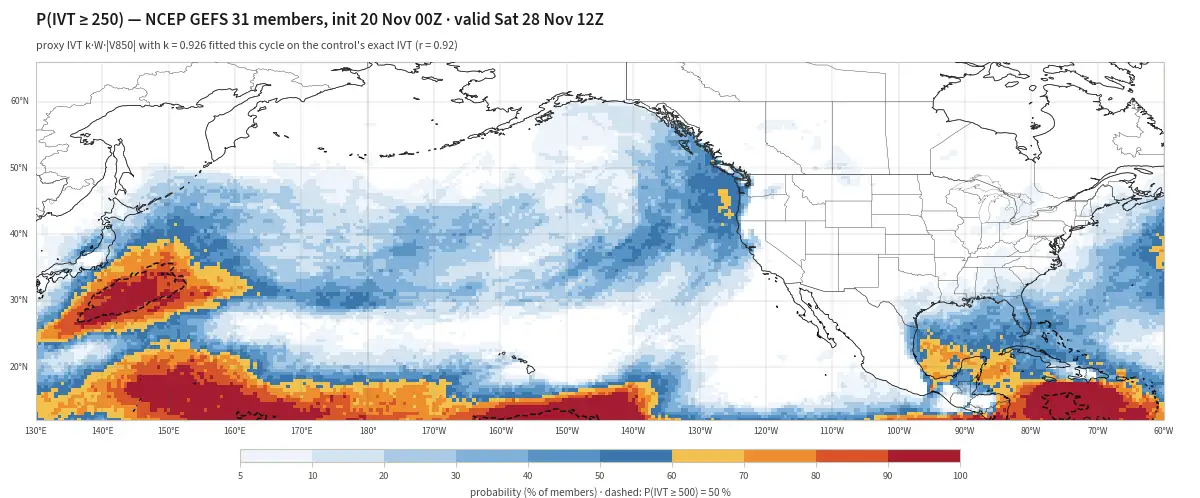 P(IVT ≥ 250) — NCEP GEFS 31 members, init 20 Nov 00Z · valid Sat 28 Nov 12Z
proxy IVT k·W·|V850| with k = 0.926 fitted this cycle on the control's exact IVT (r = 0.92)
60°N
50°N
40°N
30°N
20°N
130°E 140°E 150°E 160°E 170°E 180° 170°W 160°W 150°W 140°W 130°W 120°W 110°W 100°W 90°W 80°W 70°W 60°W
5 10 20 30 40 50 60 70 80 90 100
probability (% of members) · dashed: P(IVT ≥ 500) = 50 %